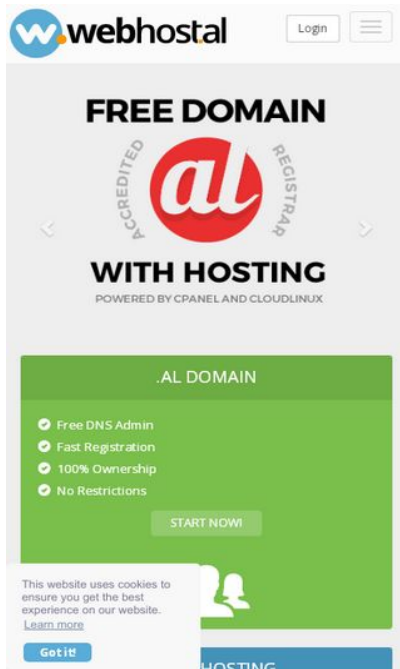 w. webhost.al
Login
FREE DOMAIN
ACCREDITED al REGISTRAR
WITH HOSTING
POWERED BY CPANEL AND CLOUDLINUX
.AL DOMAIN
Free DNS Admin
Fast Registration
100% Ownership
No Restrictions
START NOW!
This website uses cookies to
ensure you get the best
experience on our website.
Learn more
Got it!
HOSTING